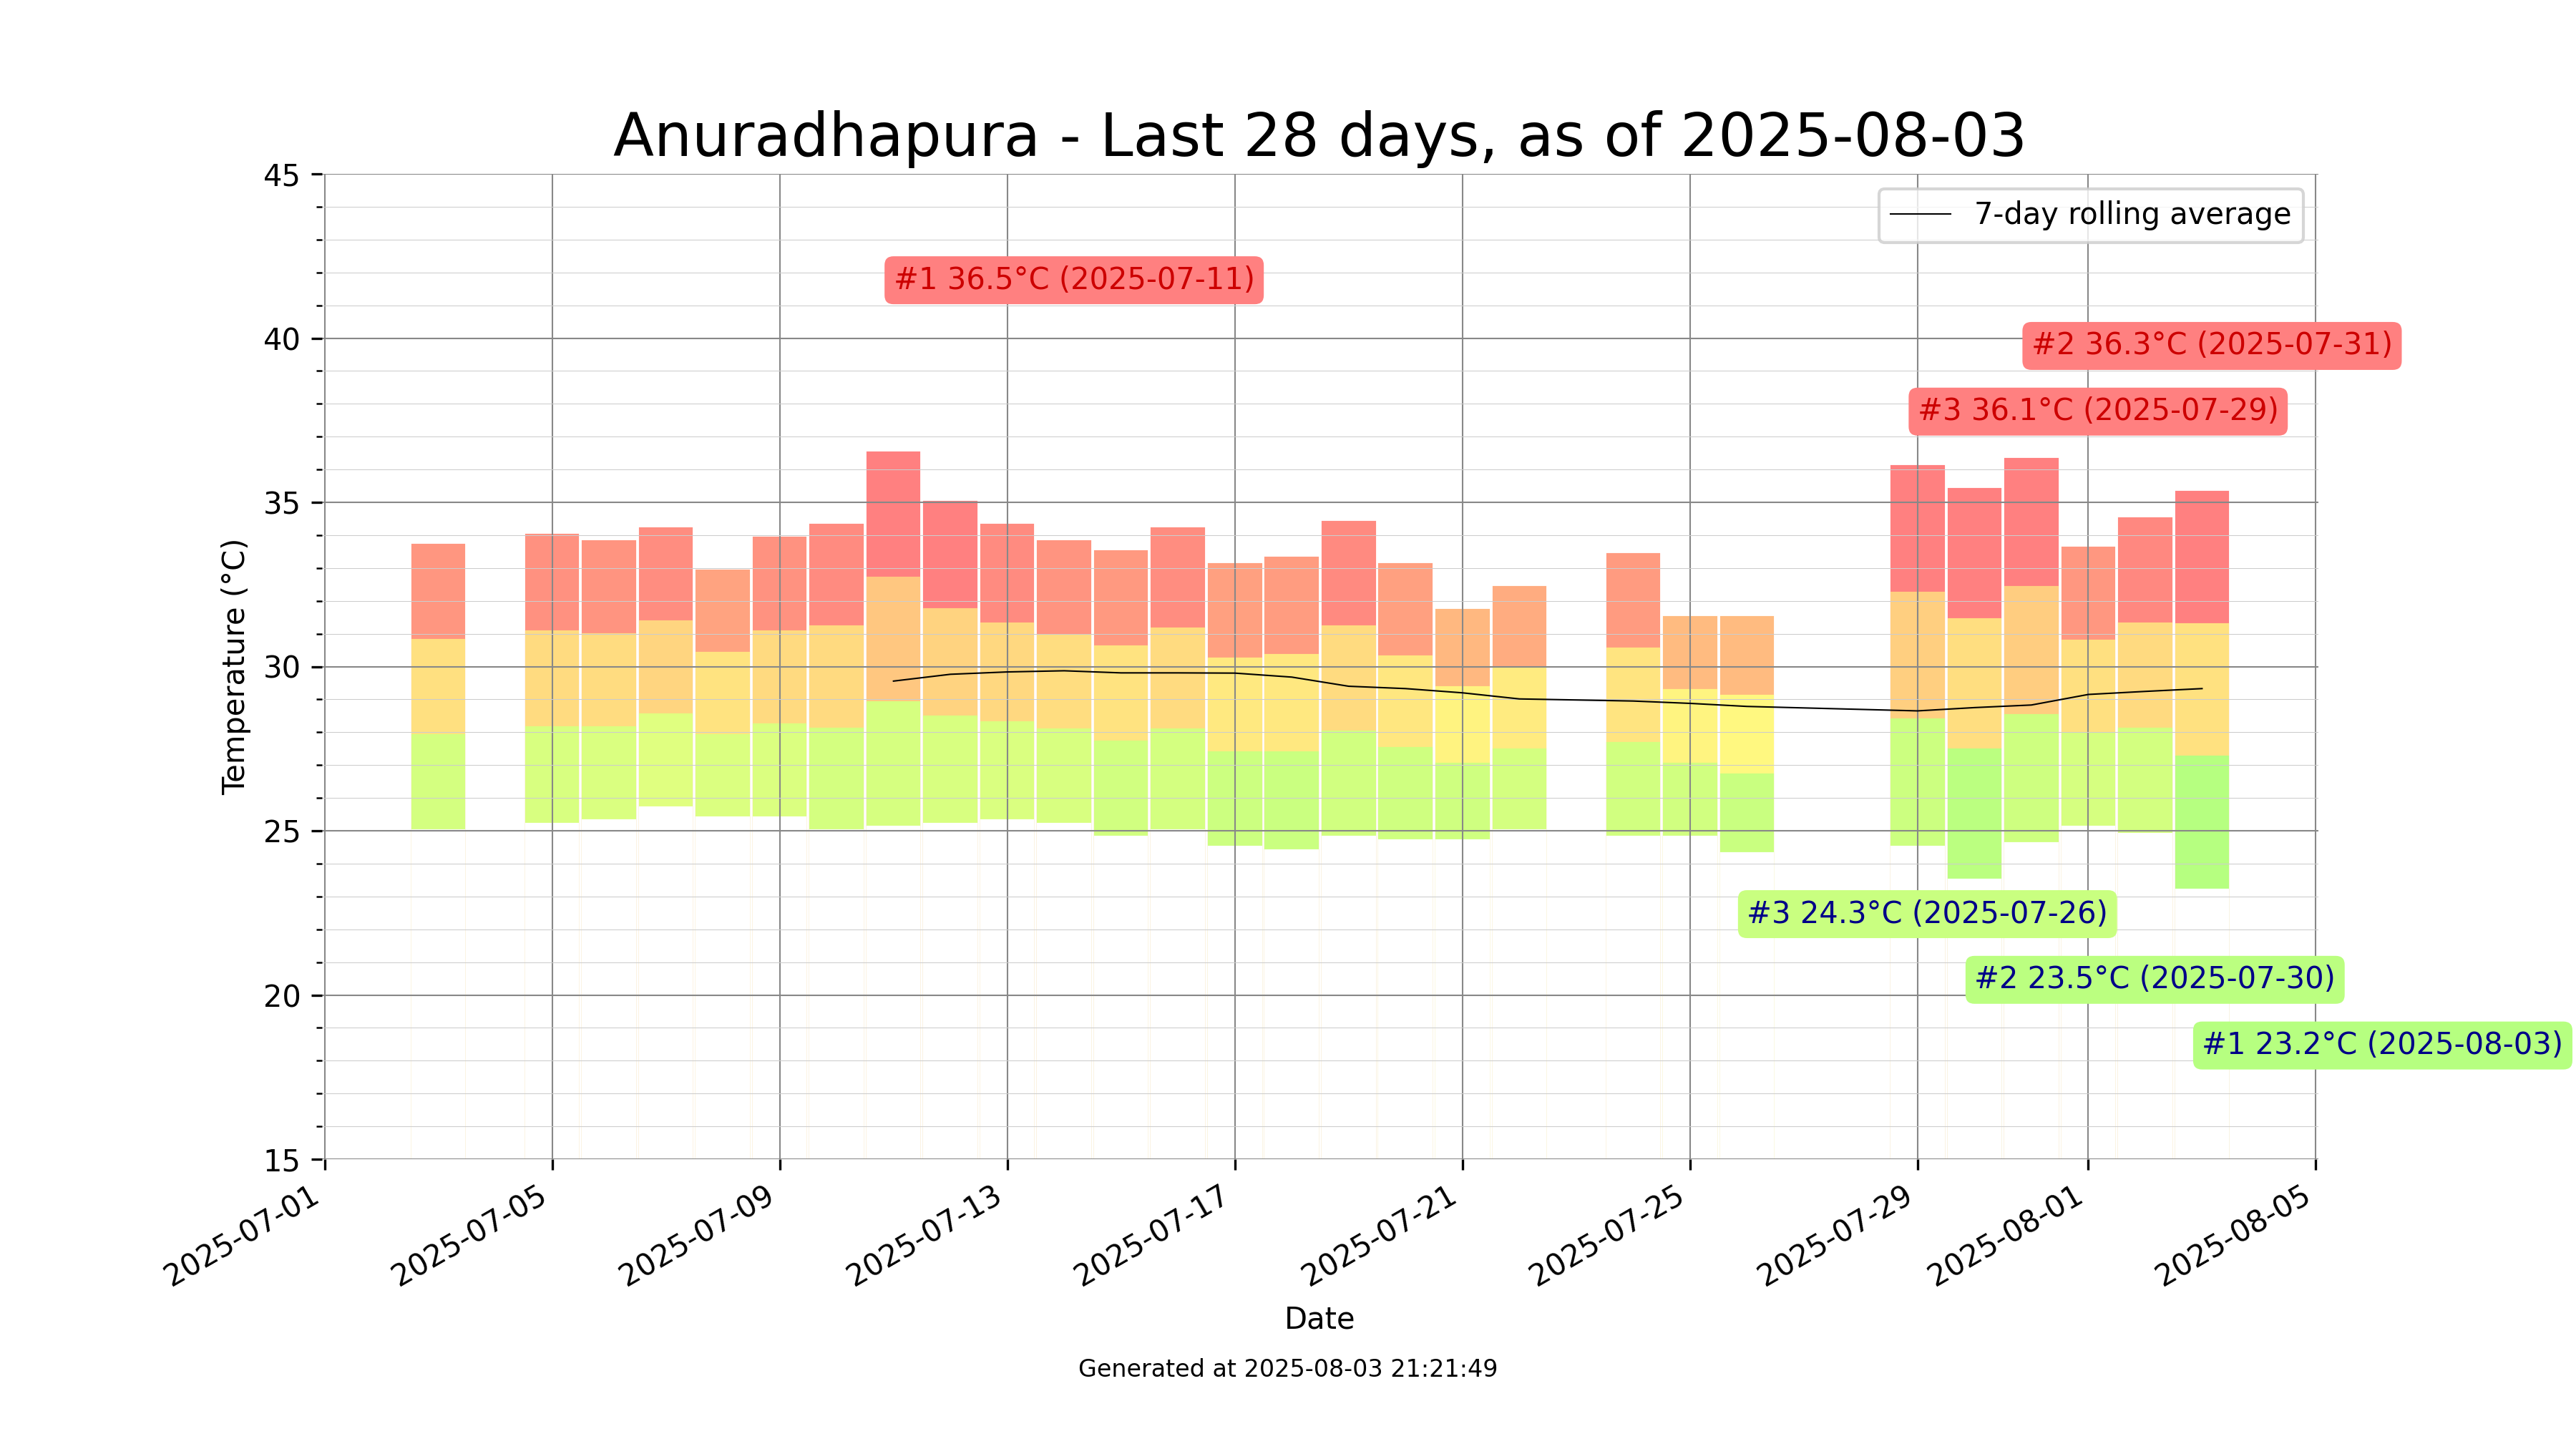 Anuradhapura - Last 28 days, as of 2025-08-03
7-day rolling average
#1 36.5°C (2025-07-11)
#2 36.3°C (2025-07-31)
#3 36.1°C (2025-07-29)
#3 24.3°C (2025-07-26)
#2 23.5°C (2025-07-30)
#1 23.2°C (2025-08-03)
Temperature (°C)
45
40
35
30
25
20
15
2025-07-01
2025-07-05
2025-07-09
2025-07-13
2025-07-17
2025-07-21
2025-07-25
2025-07-29
2025-08-01
2025-08-05
Date
Generated at 2025-08-03 21:21:49